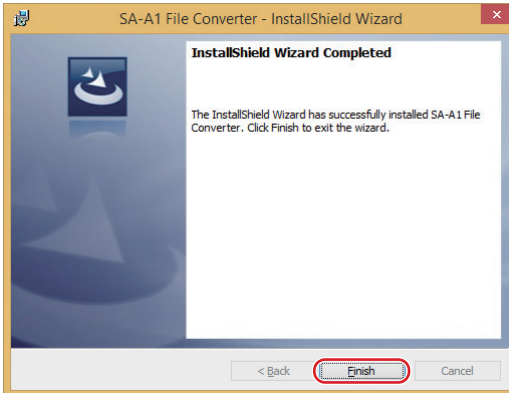 SA-A1 File Converter - InstallShield Wizard
InstallShield Wizard Completed
The InstallShield Wizard has successfully installed SA-A1 File
Converter. Click Finish to exit the wizard.
< Back
Finish
Cancel